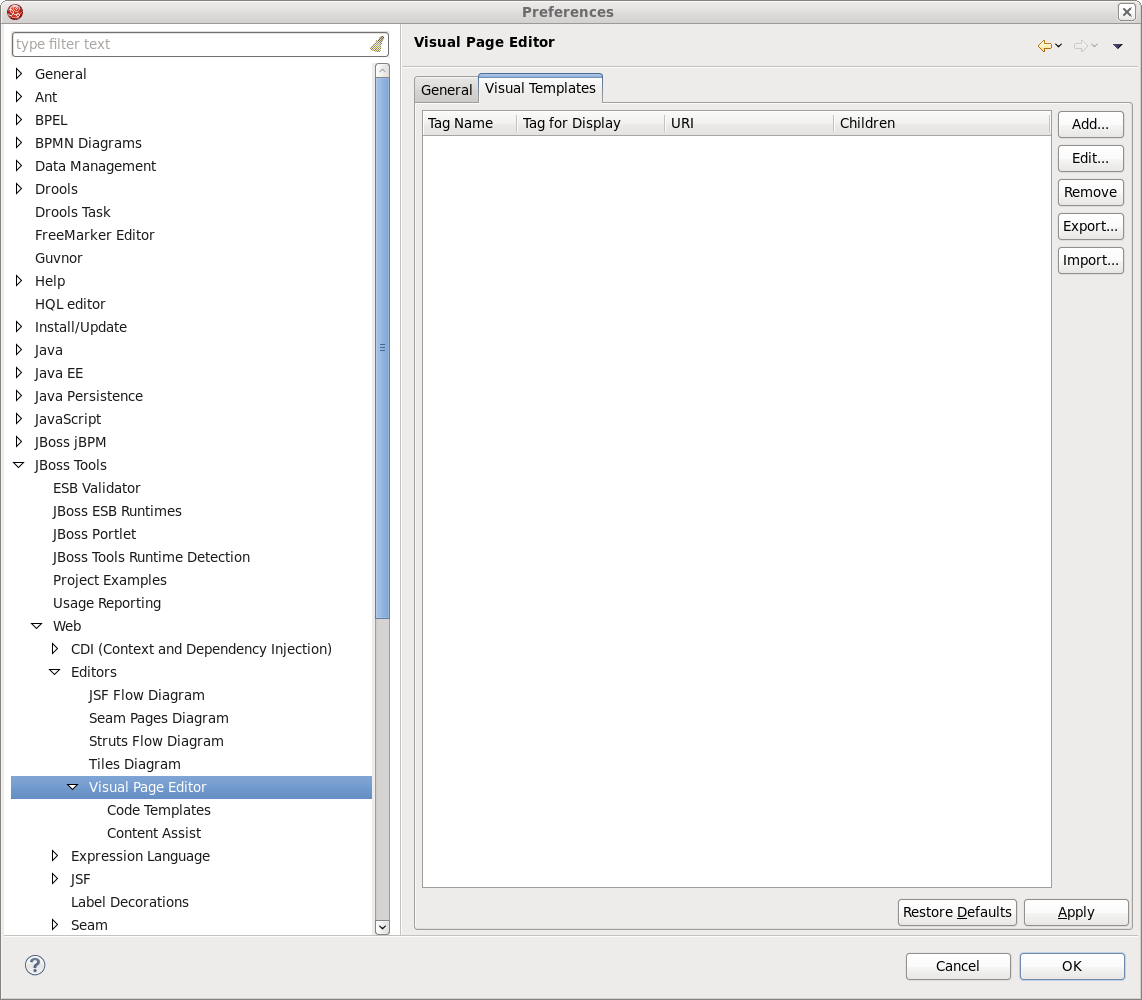 Preferences
type filter text
General
Ant
BPEL
BPMN Diagrams
Data Management
Drools
Drools Task
FreeMarker Editor
Guvnor
Help
HQL editor
Install/Update
Java
Java EE
Java Persistence
JavaScript
JBoss jBPM
JBoss Tools
ESB Validator
JBoss ESB Runtimes
JBoss Portlet
JBoss Tools Runtime Detection
Project Examples
Usage Reporting
Web
CDI (Context and Dependency Injection)
Editors
JSF Flow Diagram
Seam Pages Diagram
Struts Flow Diagram
Tiles Diagram
Visual Page Editor
Code Templates
Content Assist
Expression Language
JSF
Label Decorations
Seam
Visual Page Editor
General Visual Templates
Tag Name Tag for Display URI Children
Add...
Edit...
Remove
Export...
Import...
Restore Defaults Apply
? Cancel OK